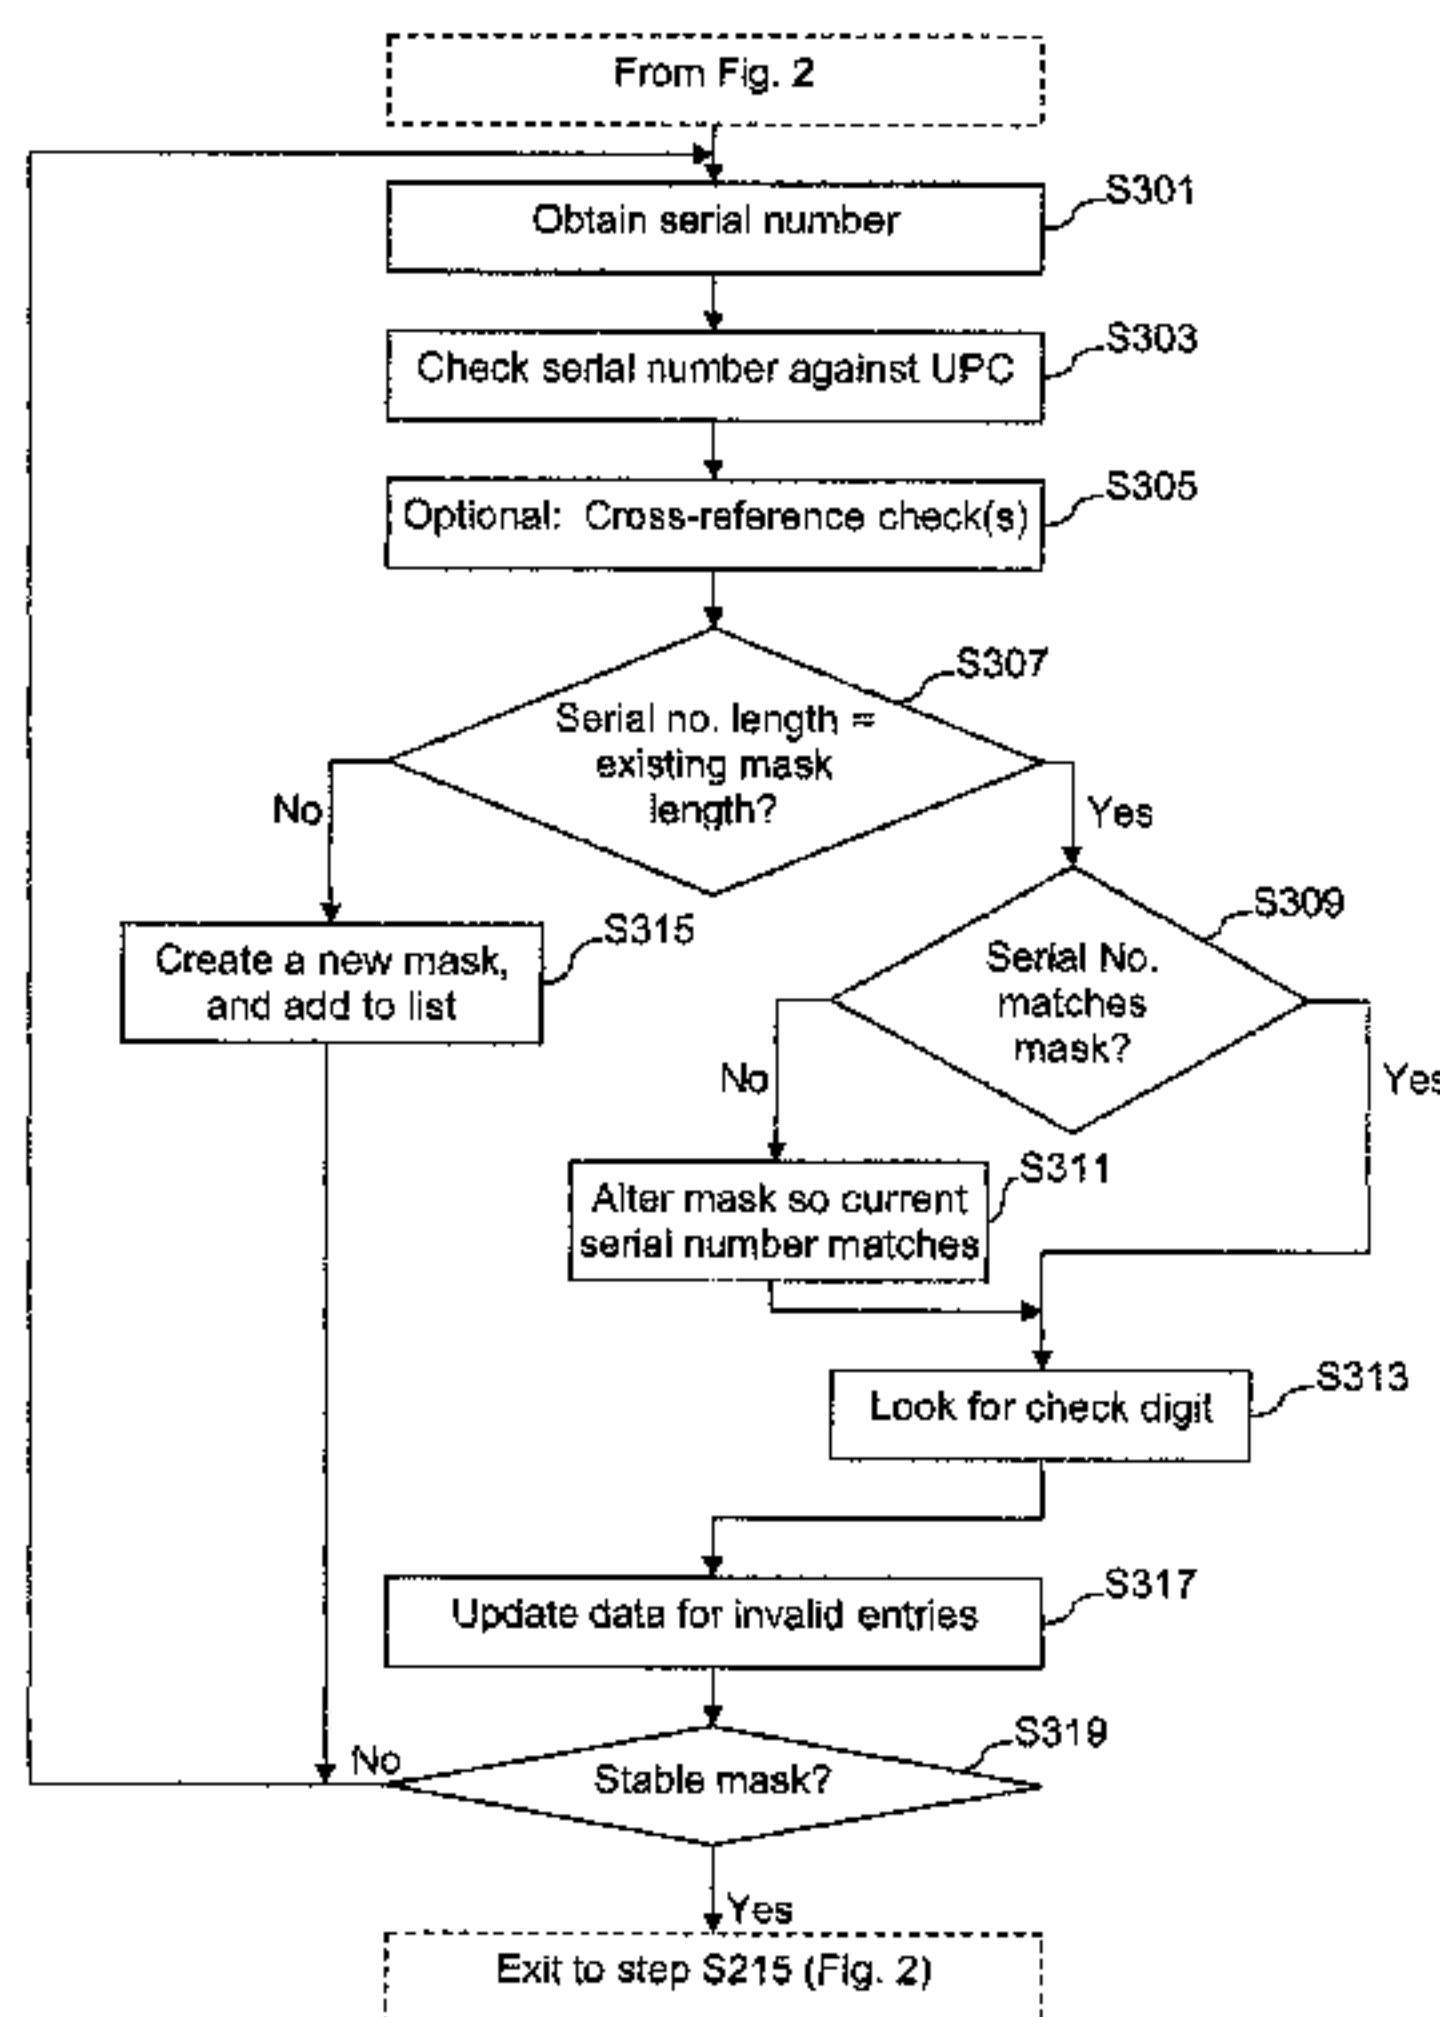 From Fig. 2
S301
Obtain serial number
S303
Check serial number against UPC
S305
Optional: Cross-reference check(s)
S307
Serial no. length =
existing mask
length?
No
Yes
S315
Create a new mask,
and add to list
S309
Serial No.
matches
mask?
No
Yes
S311
Alter mask so current
serial number matches
S313
Look for check digit
S317
Update data for invalid entries
S319
No
Stable mask?
Yes
Exit to step S215 (Fig. 2)